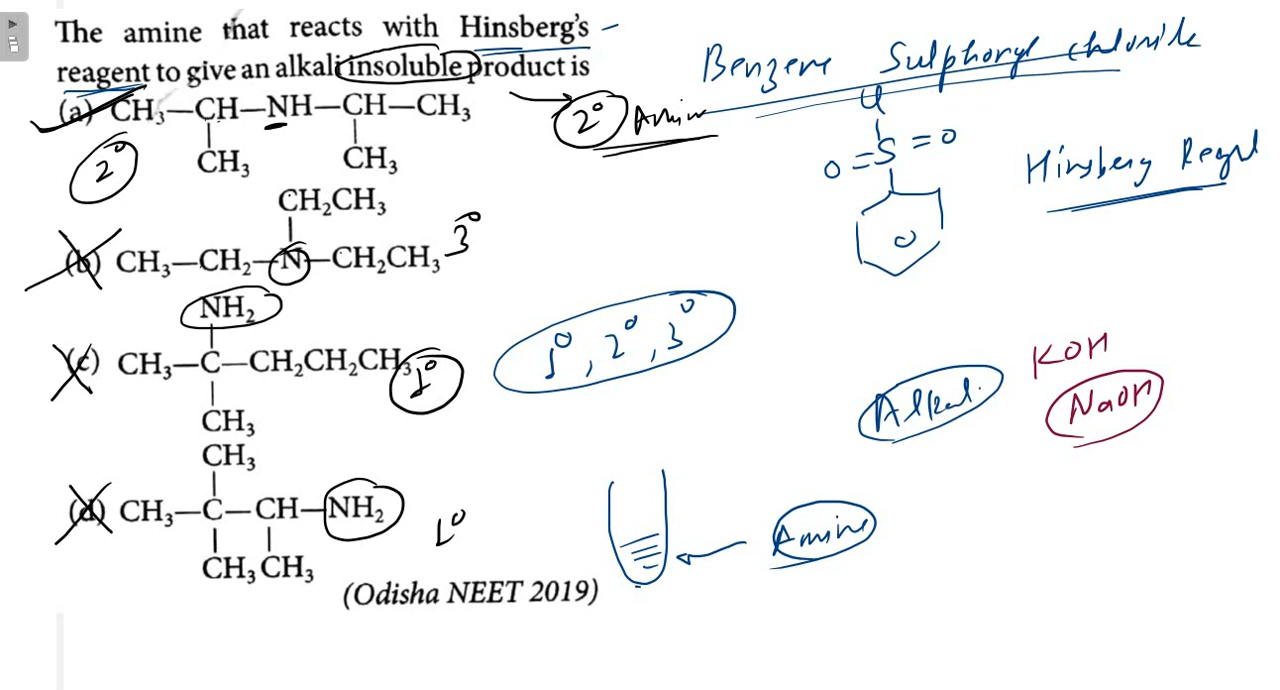 The amine that reacts with Hinsberg's
reagent to give an alkali insoluble product is
(a) CH₃—CH—NH—CH—CH₃
CH₃ CH₃
2°
2° Amine
CH₂CH₃
(b) CH₃—CH₂—N—CH₂CH₃ 3°
NH₂
(c) CH₃—C—CH₂CH₂CH₃ 1°
CH₃
CH₃
(d) CH₃—C—CH—NH₂ 1°
CH₃ CH₃
(Odisha NEET 2019)
Benzene Sulphonyl chloride
Cl
O=S=O
Hinsberg
1°, 2°, 3°
KOH
NaOH
Amine